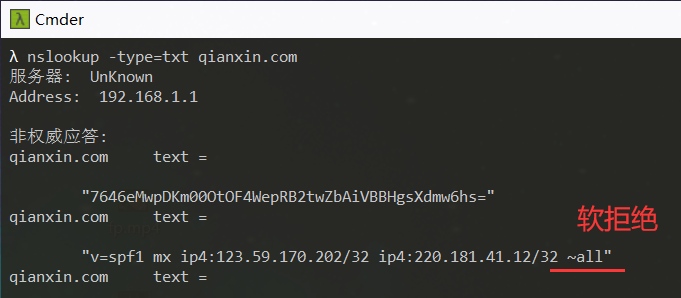 Cmder
λ nslookup -type=txt qianxin.com
服务器: UnKnown
Address: 192.168.1.1
非权威应答:
qianxin.com text =
"7646eMwpDKm00OtOF4WepRB2twZbAiVBBHgsXdmw6hs="
qianxin.com text =
软拒绝
"v=spf1 mx ip4:123.59.170.202/32 ip4:220.181.41.12/32 ~all"
qianxin.com text =